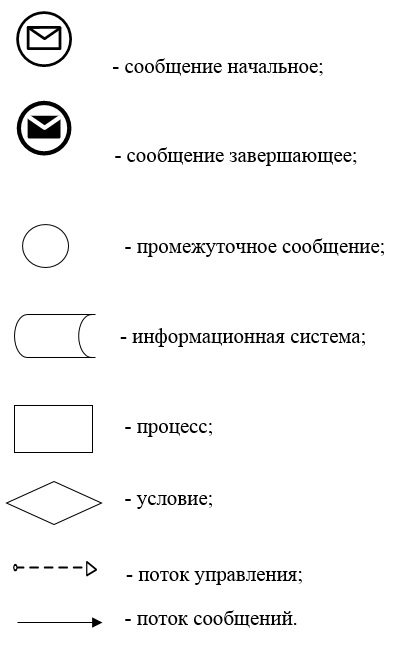 - сообщение начальное;
- сообщение завершающее;
- промежуточное сообщение;
- информационная система;
- процесс;
- условие;
- поток управления;
- поток сообщений.